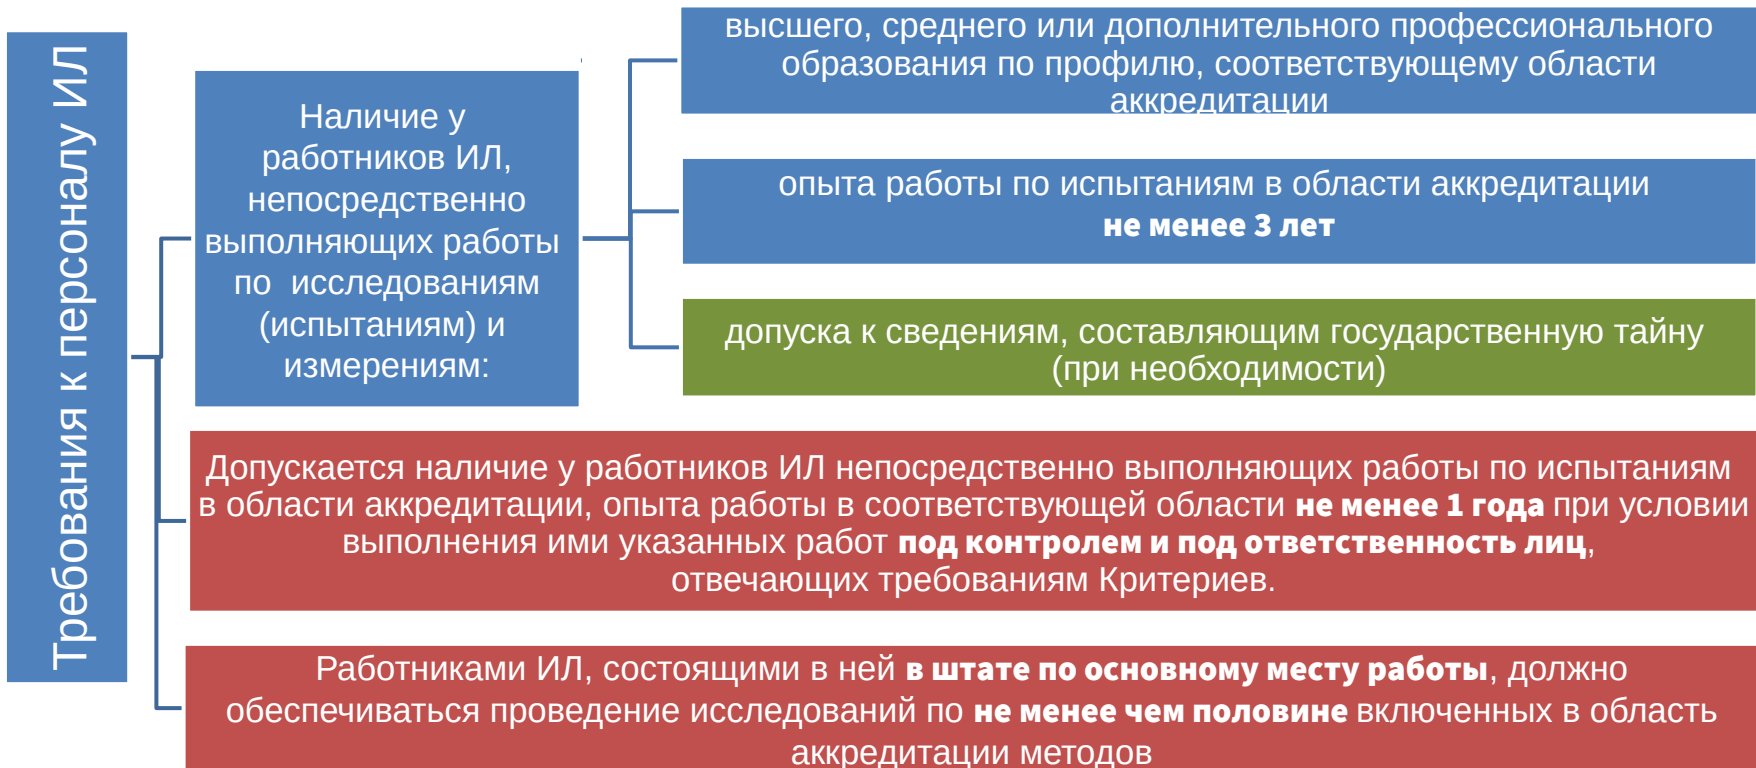 Требования к персоналу ИЛ
Наличие у
работников ИЛ,
непосредственно
выполняющих работы
по исследованиям
(испытаниям) и
измерениям:
высшего, среднего или дополнительного профессионального
образования по профилю, соответствующему области
аккредитации
опыта работы по испытаниям в области аккредитации
не менее 3 лет
допуска к сведениям, составляющим государственную тайну
(при необходимости)
Допускается наличие у работников ИЛ непосредственно выполняющих работы по испытаниям
в области аккредитации, опыта работы в соответствующей области не менее 1 года при условии
выполнения ими указанных работ под контролем и под ответственность лиц,
отвечающих требованиям Критериев.
Работниками ИЛ, состоящими в ней в штате по основному месту работы, должно
обеспечиваться проведение исследований по не менее чем половине включенных в область
аккредитации методов